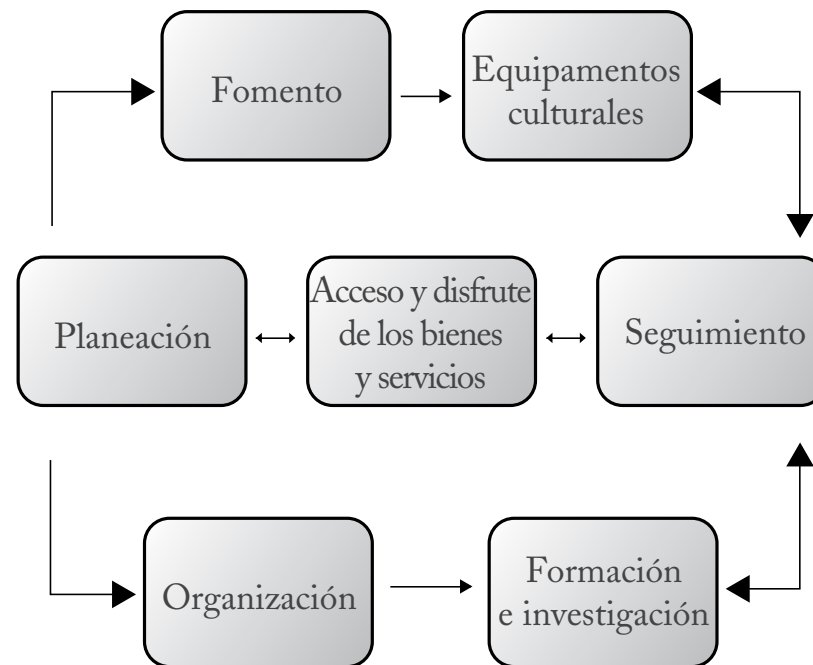 Fomento
Equipamentos
culturales
Planeación
Acceso y disfrute
de los bienes
y servicios
Seguimiento
Organización
Formación
e investigación